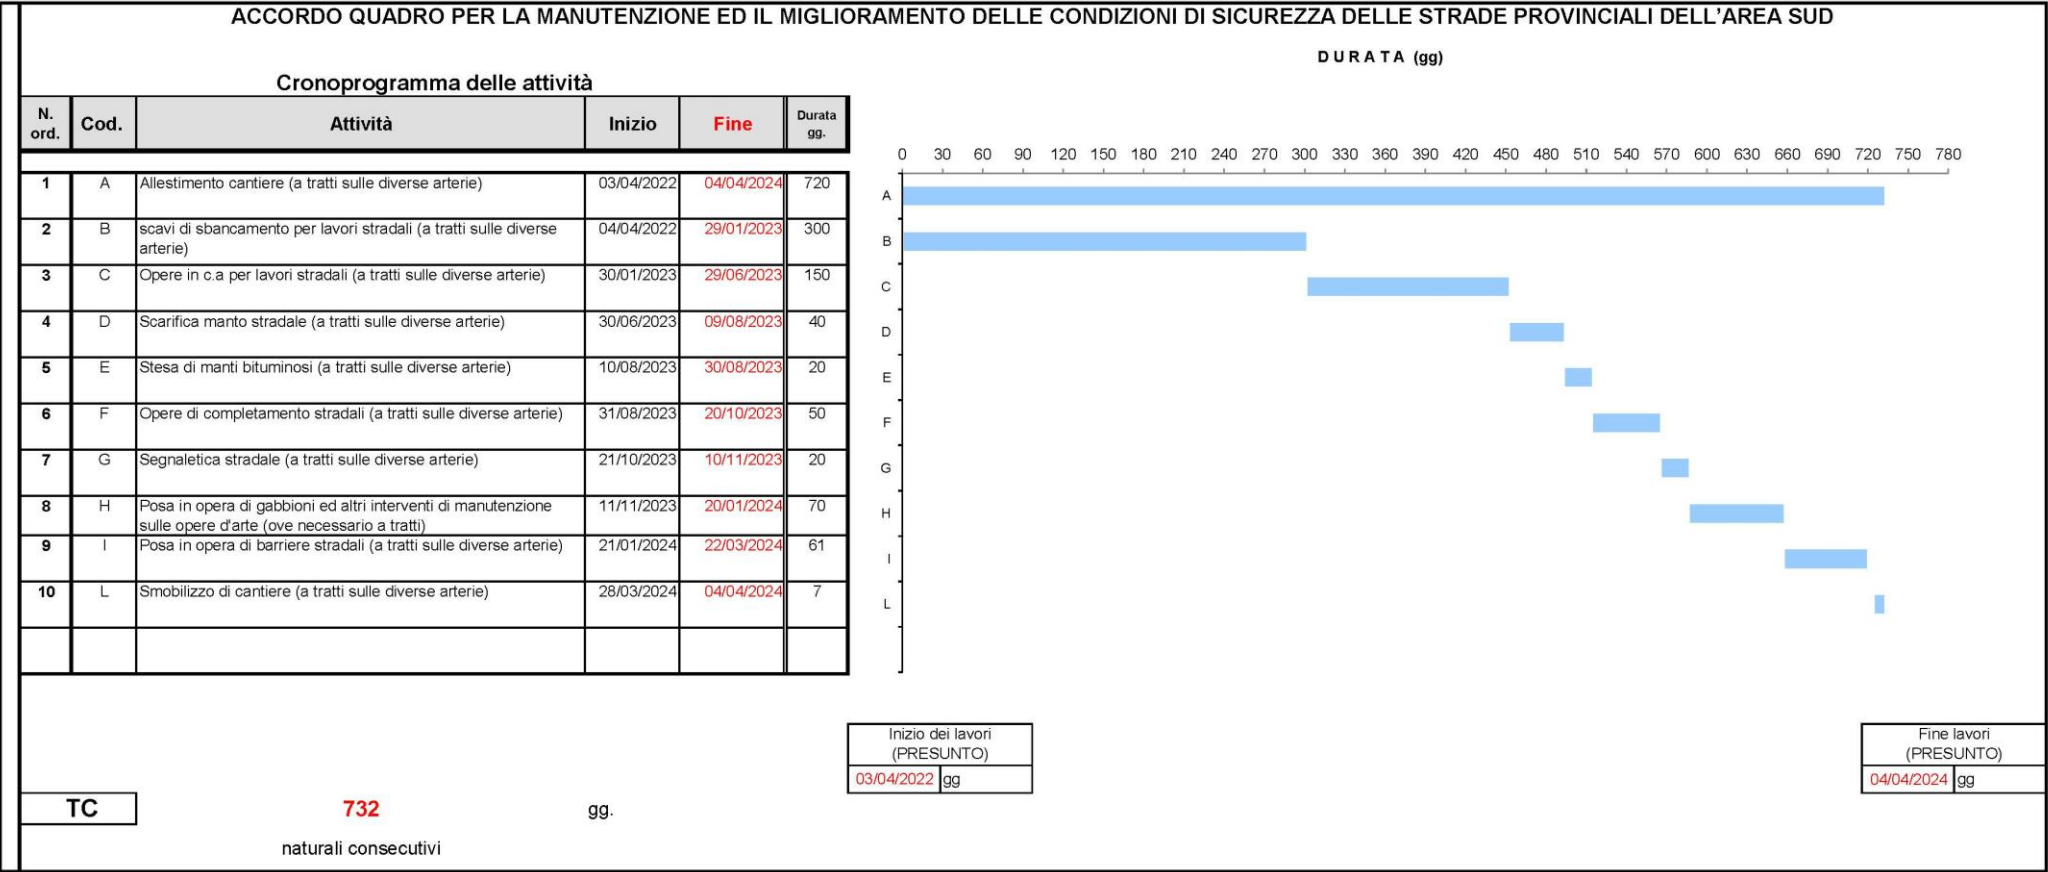 ACCORDO QUADRO PER LA MANUTENZIONE ED IL MIGLIORAMENTO DELLE CONDIZIONI DI SICUREZZA DELLE STRADE PROVINCIALI DELL'AREA SUD
D U R A T A (gg)
Cronoprogramma delle attività
N. ord. Cod. Attività Inizio Fine Durata gg.
0 30 60 90 120 150 180 210 240 270 300 330 360 390 420 450 480 510 540 570 600 630 660 690 720 750 780
1 A Allestimento cantiere (a tratti sulle diverse arterie) 03/04/2022 04/04/2024 720
2 B scavi di sbancamento per lavori stradali (a tratti sulle diverse 04/04/2022 29/01/2023 300
arterie)
3 C Opere in c.a per lavori stradali (a tratti sulle diverse arterie) 30/01/2023 29/06/2023 150
4 D Scarifica manto stradale (a tratti sulle diverse arterie) 30/06/2023 09/08/2023 40
5 E Stesa di manti bituminosi (a tratti sulle diverse arterie) 10/08/2023 30/08/2023 20
6 F Opere di completamento stradali (a tratti sulle diverse arterie) 31/08/2023 20/10/2023 50
7 G Segnaletica stradale (a tratti sulle diverse arterie) 21/10/2023 10/11/2023 20
8 H Posa in opera di gabbioni ed altri interventi di manutenzione 11/11/2023 20/01/2024 70
sulle opere d'arte (ove necessario a tratti)
9 I Posa in opera di barriere stradali (a tratti sulle diverse arterie) 21/01/2024 22/03/2024 61
10 L Smobilizzo di cantiere (a tratti sulle diverse arterie) 28/03/2024 04/04/2024 7
A
B
C
D
E
F
G
H
I
L
Inizio dei lavori
(PRESUNTO)
03/04/2022 gg
Fine lavori
(PRESUNTO)
04/04/2024 gg
TC 732 gg.
naturali consecutivi